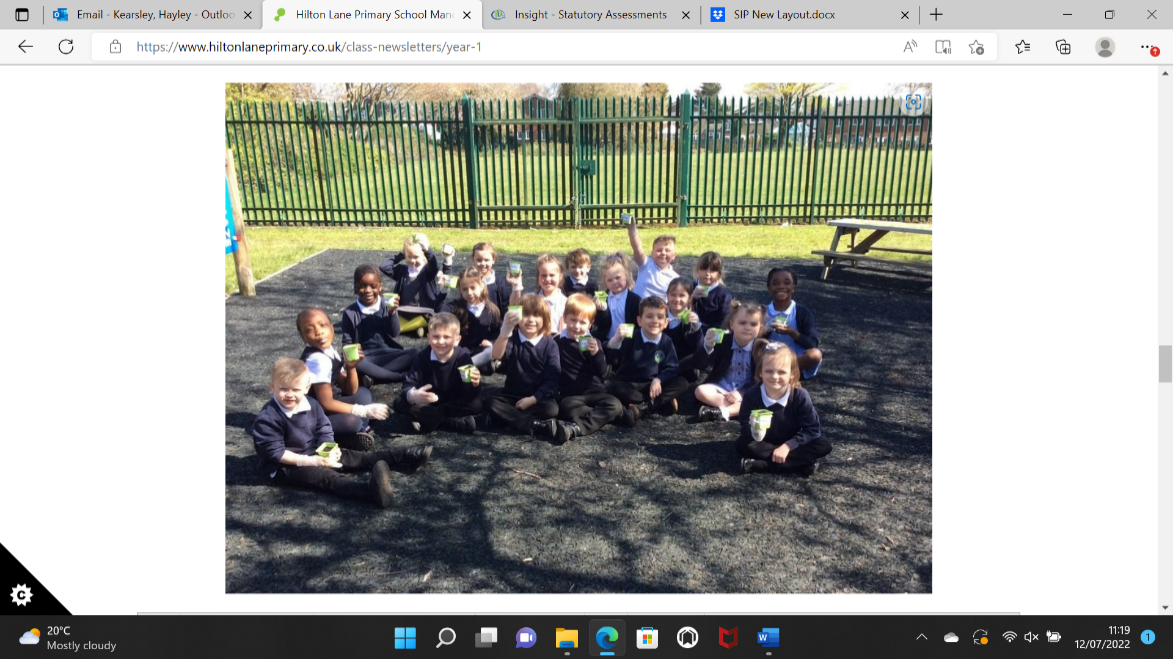 Email - Kearsley, Hayley - Outloo
Hilton Lane Primary School Man
Insight - Statutory Assessments
SIP New Layout.docx
https://www.hiltonlaneprimary.co.uk/class-newsletters/year-1
20°C
Mostly cloudy
11:19
12/07/2022
1